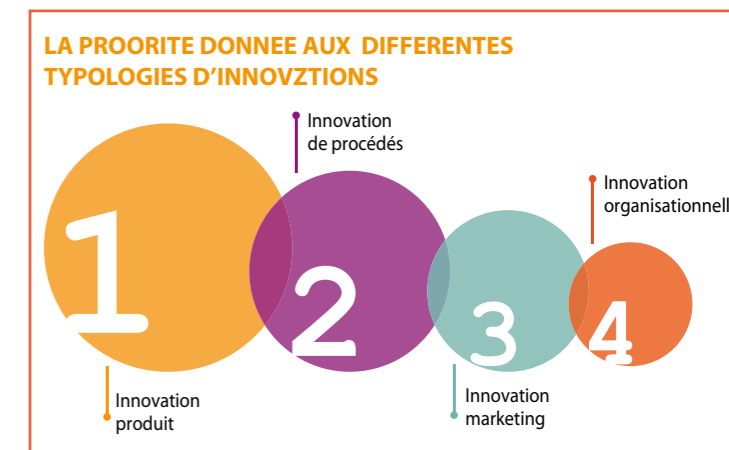 LA PROORITE DONNEE AUX DIFFERENTES
TYPOLOGIES D'INNOVZTIONS
Innovation
de procédés
Innovation
organisationnell
1
2
3
4
Innovation
produit
Innovation
marketing